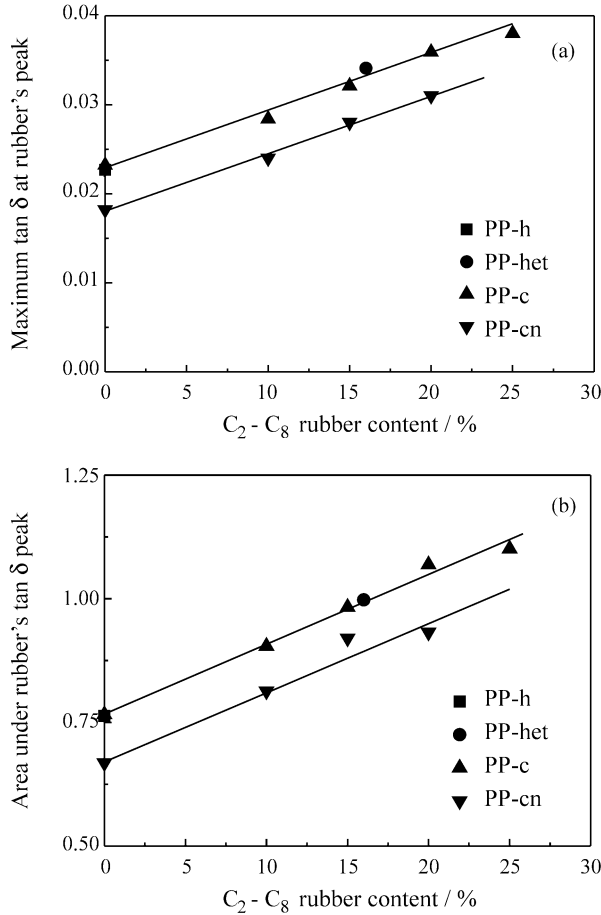 0.04
(a)
0.03
0.02
0.01
0.00
Maximum tan δ at rubber's peak
PP-h
PP-het
PP-c
PP-cn
0 5 10 15 20 25 30
C₂ - C₈ rubber content / %
1.25
(b)
1.00
0.75
0.50
Area under rubber's tan δ peak
PP-h
PP-het
PP-c
PP-cn
0 5 10 15 20 25 30
C₂ - C₈ rubber content / %